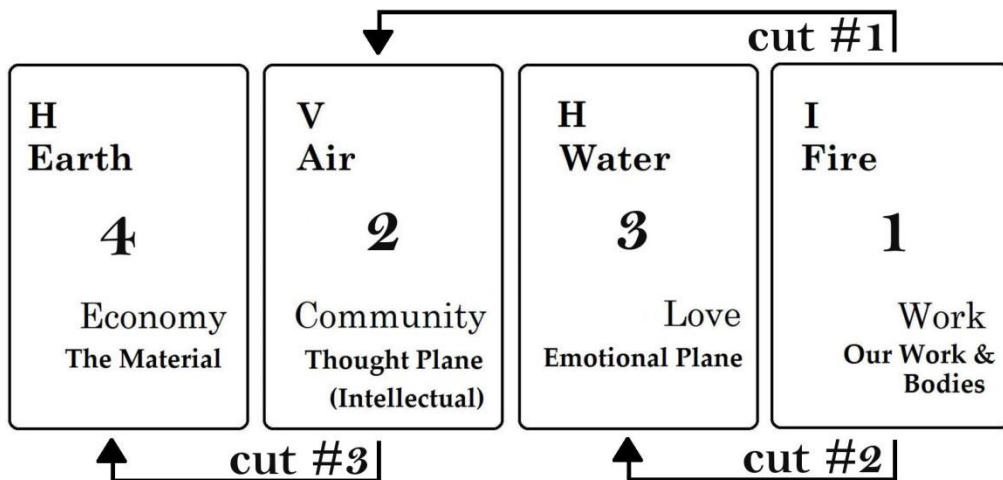 cut #1
H
Earth
4
Economy
The Material
V
Air
2
Community
Thought Plane
(Intellectual)
H
Water
3
Love
Emotional Plane
I
Fire
1
Work
Our Work &
Bodies
cut #3
cut #2